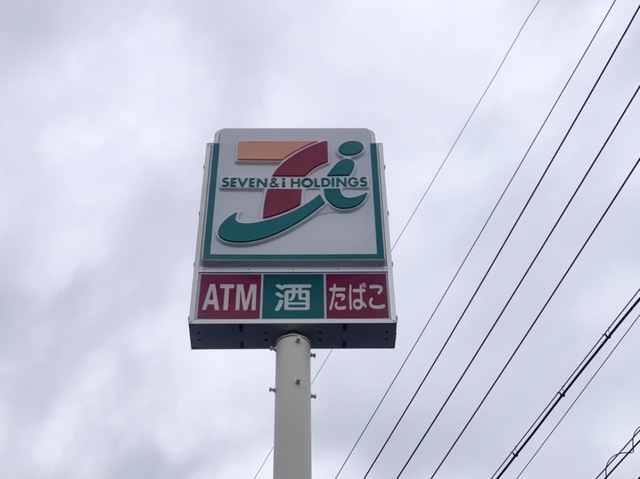 SEVEN & i HOLDINGS
ATM 酒 たばこ